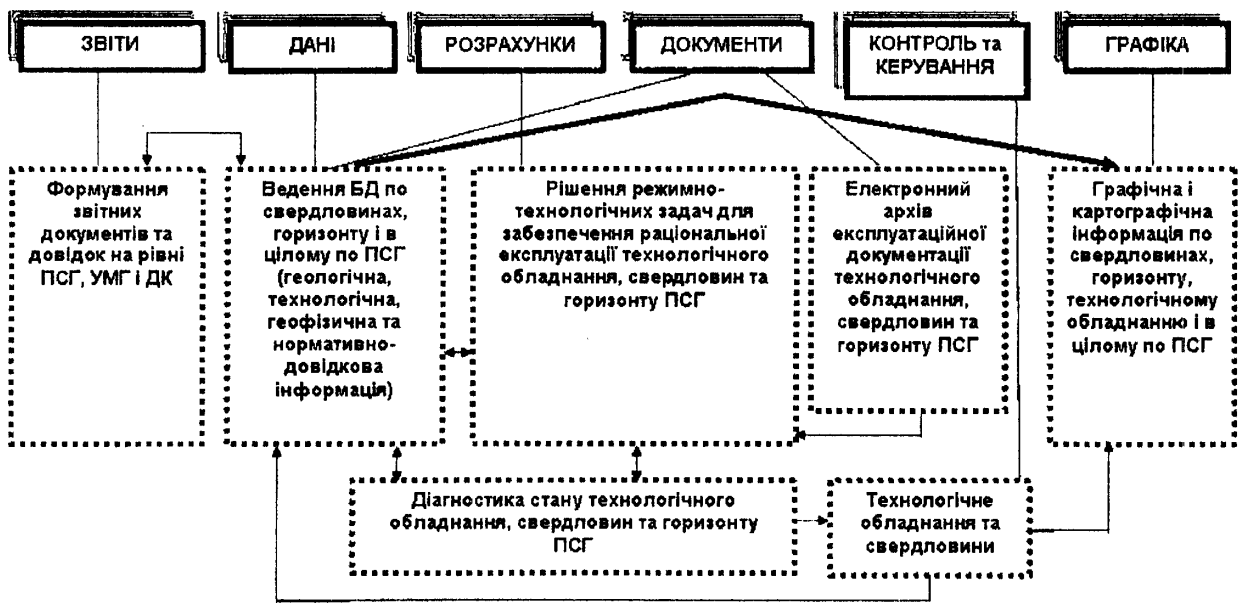 ЗВІТИ
ДАНІ
РОЗРАХУНКИ
ДОКУМЕНТИ
КОНТРОЛЬ та
КЕРУВАННЯ
ГРАФІКА
Формування
звітних
документів та
довідок на рівні
ПСГ, УМГ і ДК
Ведення БД по
свердловинах,
горизонту і в
цілому по ПСГ
(геологічна,
технологічна,
геофізична та
нормативно-
довідкова
інформація)
Рішення режимно-
технологічних задач для
забезпечення раціональної
експлуатації технологічного
обладнання, свердловин та
горизонту ПСГ
Електронний
архів
експлуатаційної
документації
технологічного
обладнання,
свердловин та
горизонту ПСГ
Графічна і
картографічна
інформація по
свердловинах,
горизонту,
технологічному
обладнанню і в
цілому по ПСГ
Діагностика стану технологічного
обладнання, свердловин та горизонту
ПСГ
Технологічне
обладнання та
свердловини